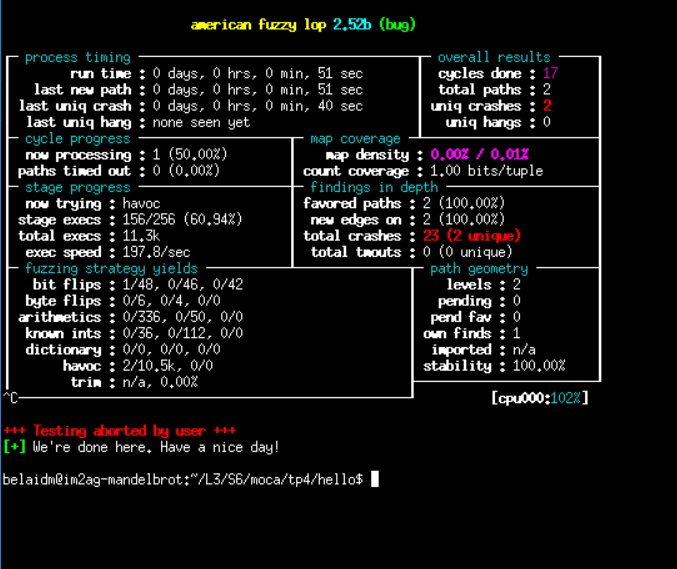 american fuzzy lop 2.52b (bug)
process timing overall results
run time : 0 days, 0 hrs, 0 min, 51 sec cycles done : 17
last new path : 0 days, 0 hrs, 0 min, 51 sec total paths : 2
last uniq crash : 0 days, 0 hrs, 0 min, 40 sec uniq crashes : 2
last uniq hang : none seen yet uniq hangs : 0
cycle progress map coverage
now processing : 1 (50.00%) map density : 0.00% / 0.01%
paths timed out : 0 (0.00%) count coverage : 1.00 bits/tuple
stage progress findings in depth
now trying : havoc favored paths : 2 (100.00%)
stage execs : 156/256 (60.94%) new edges on : 2 (100.00%)
total execs : 11.3k total crashes : 23 (2 unique)
exec speed : 197.8/sec total tmouts : 0 (0 unique)
fuzzing strategy yields path geometry
bit flips : 1/48, 0/46, 0/42 levels : 2
byte flips : 0/6, 0/4, 0/0 pending : 0
arithmetics : 0/336, 0/50, 0/0 pend fav : 0
known ints : 0/36, 0/112, 0/0 own finds : 1
dictionary : 0/0, 0/0, 0/0 imported : n/a
havoc : 2/10.5k, 0/0 stability : 100.00%
trim : n/a, 0.00%
^C [cpu000:102%]
+++ Testing aborted by user +++
[+] We're done here. Have a nice day!
belaidm@im2ag-mandelbrot:~/L3/S6/moca/tp4/hello$